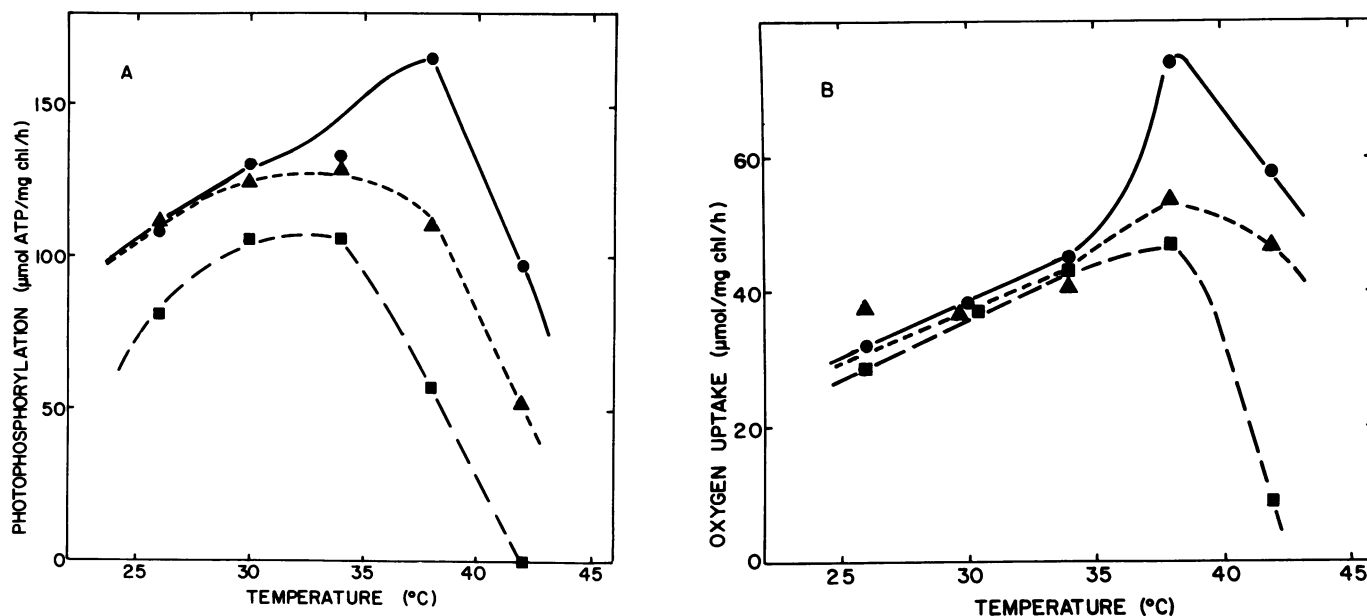 A
PHOTOPHOSPHORYLATION (µmol ATP/mg chl/h)
150
100
50
0
25 30 35 40 45
TEMPERATURE (°C)
B
OXYGEN UPTAKE (µmol/mg chl/h)
60
40
20
0
25 30 35 40 45
TEMPERATURE (°C)